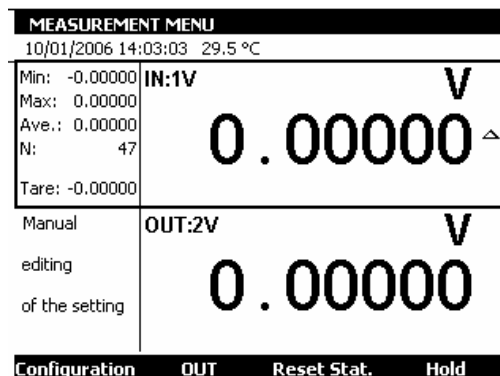 MEASUREMENT MENU
10/01/2006 14:03:03 29.5 °C
Min: -0.00000
Max: 0.00000
Ave.: 0.00000
N: 47
Tare: -0.00000
IN:1V
V
0.00000
Manual
editing
of the setting
OUT:2V
V
0.00000
Configuration OUT Reset Stat. Hold